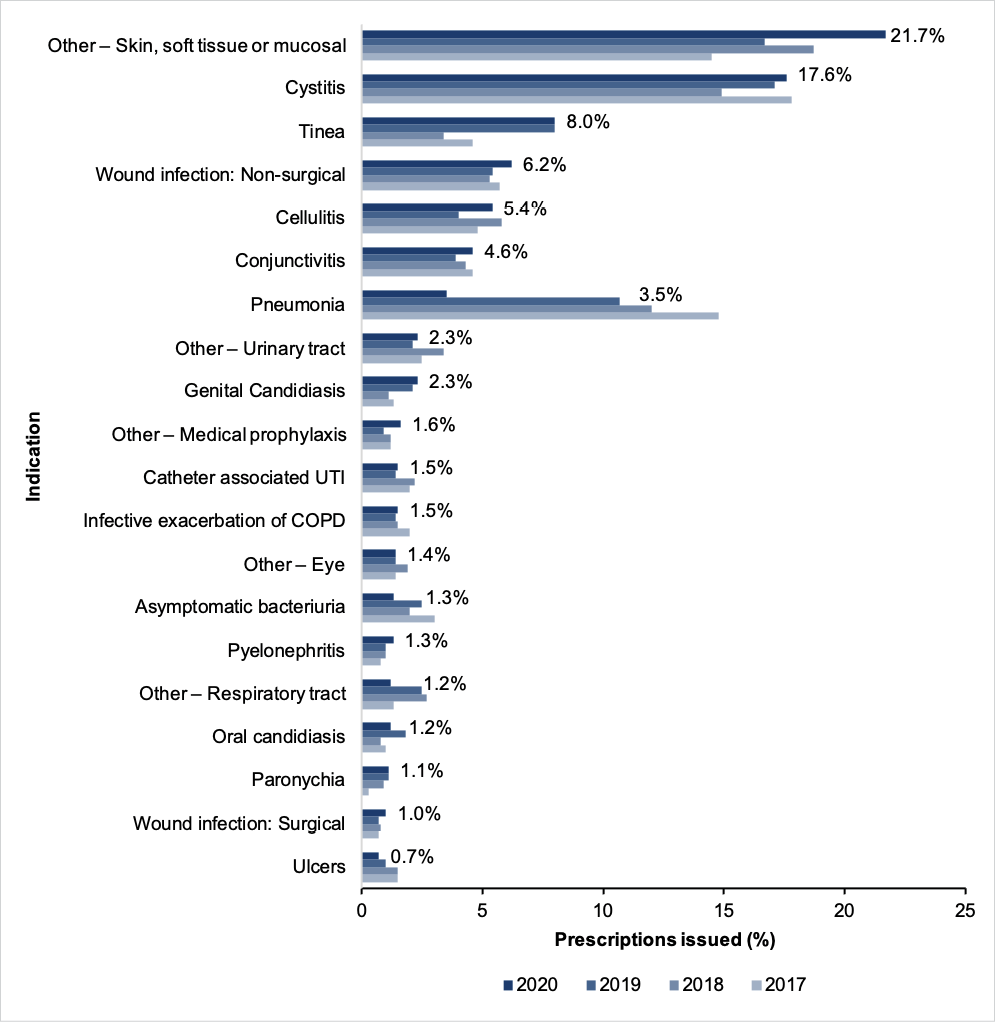 Other – Skin, soft tissue or mucosal 21.7%
Cystitis 17.6%
Tinea 8.0%
Wound infection: Non-surgical 6.2%
Cellulitis 5.4%
Conjunctivitis 4.6%
Pneumonia 3.5%
Other – Urinary tract 2.3%
Genital Candidiasis 2.3%
Other – Medical prophylaxis 1.6%
Catheter associated UTI 1.5%
Infective exacerbation of COPD 1.5%
Other – Eye 1.4%
Asymptomatic bacteriuria 1.3%
Pyelonephritis 1.3%
Other – Respiratory tract 1.2%
Oral candidiasis 1.2%
Paronychia 1.1%
Wound infection: Surgical 1.0%
Ulcers 0.7%
Indication
0 5 10 15 20 25
Prescriptions issued (%)
2020 2019 2018 2017